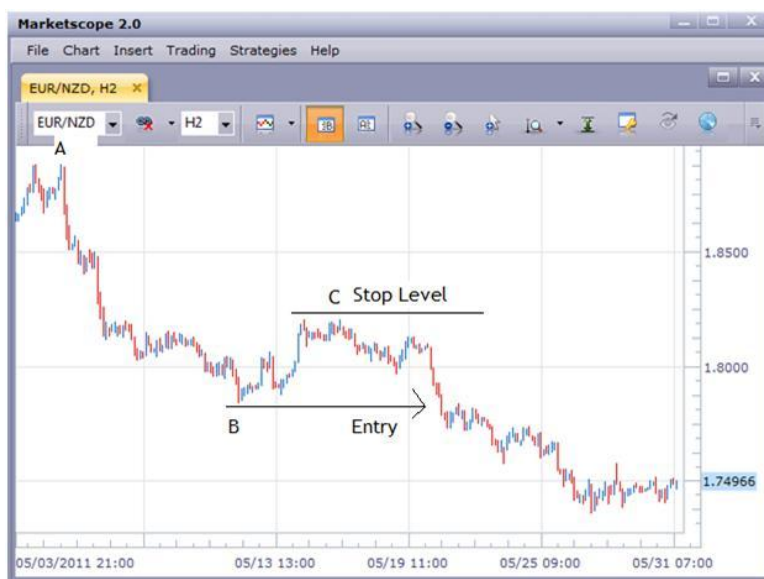 Marketscope 2.0
File Chart Insert Trading Strategies Help
EUR/NZD, H2
EUR/NZD H2
A
1.8500
C Stop Level
1.8000
B Entry
1.74966
05/03/2011 21:00 05/13 13:00 05/19 11:00 05/25 09:00 05/31 07:00